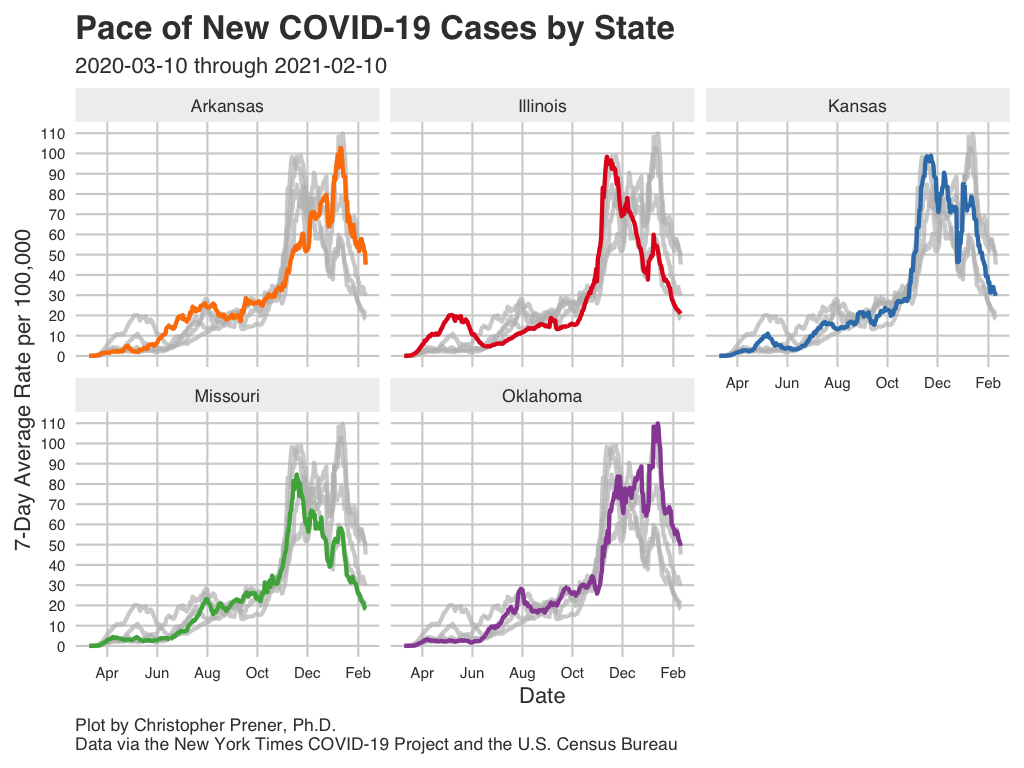 Pace of New COVID-19 Cases by State
2020-03-10 through 2021-02-10
Arkansas
Illinois
Kansas
7-Day Average Rate per 100,000
110
100
90
80
70
60
50
40
30
20
10
0
Apr Jun Aug Oct Dec Feb
Missouri
Oklahoma
110
100
90
80
70
60
50
40
30
20
10
0
Apr Jun Aug Oct Dec Feb
Apr Jun Aug Oct Dec Feb
Date
Plot by Christopher Prener, Ph.D.
Data via the New York Times COVID-19 Project and the U.S. Census Bureau